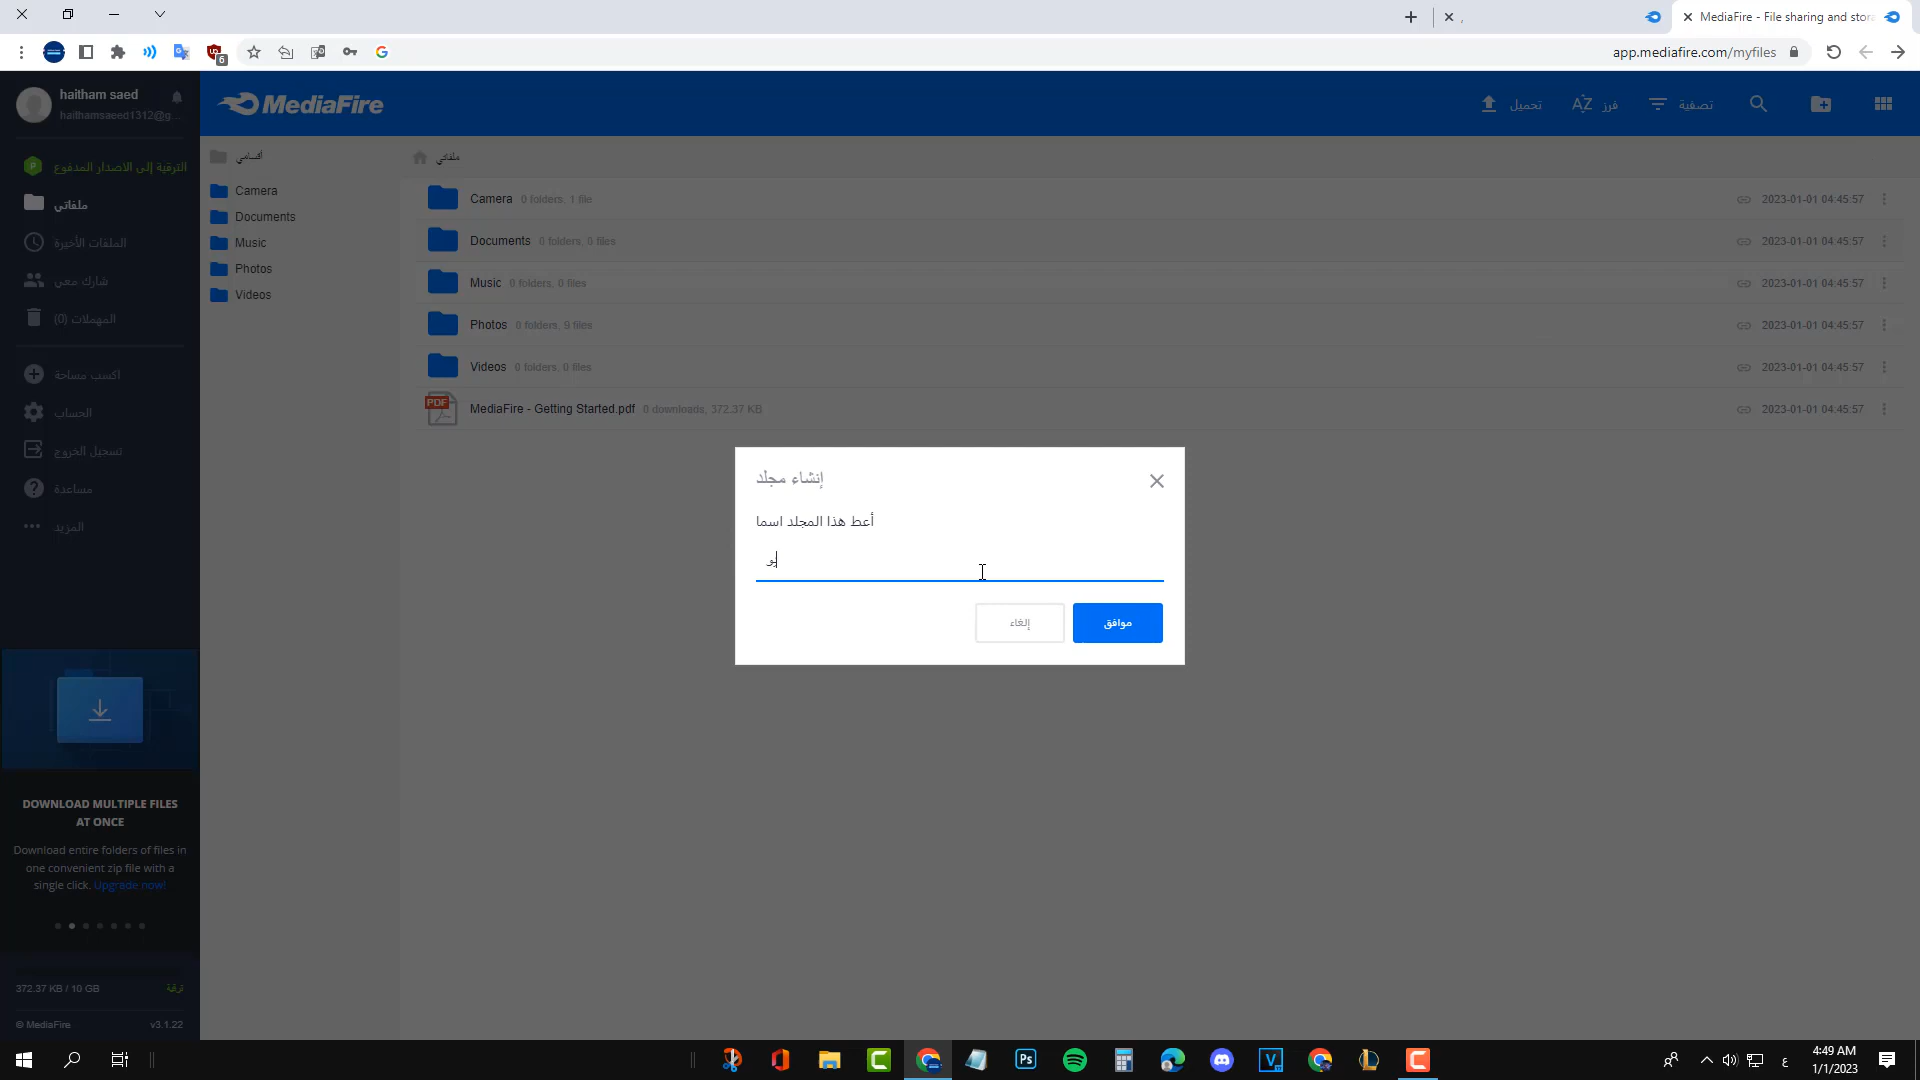 MediaFire - File sharing and stora
app.mediafire.com/myfiles
6
haitham saed
haithamsaeed1312@g...
MediaFire
تحميل
فرز
تصفية
الترقية إلى الاصدار المدفوع
ملفاتي
الملفات الأخيرة
شارك معي
المهملات (0)
اكسب مساحة
الحساب
تسجيل الخروج
مساعدة
المزيد
أقسامي
Camera
Documents
Music
Photos
Videos
ملفاتي
Camera 0 folders, 1 file 2023-01-01 04:45:57
Documents 0 folders, 0 files 2023-01-01 04:45:57
Music 0 folders, 0 files 2023-01-01 04:45:57
Photos 0 folders, 9 files 2023-01-01 04:45:57
Videos 0 folders, 0 files 2023-01-01 04:45:57
PDF
MediaFire - Getting Started.pdf 0 downloads, 372.37 KB 2023-01-01 04:45:57
إنشاء مجلد
أعط هذا المجلد اسما
إلغاء
موافق
DOWNLOAD MULTIPLE FILES
AT ONCE
Download entire folders of files in
one convenient zip file with a
single click. Upgrade now!
372.37 KB / 10 GB
ترقية
© MediaFire
v3.1.22
Ps
V
C
C
ع
4:49 AM
1/1/2023